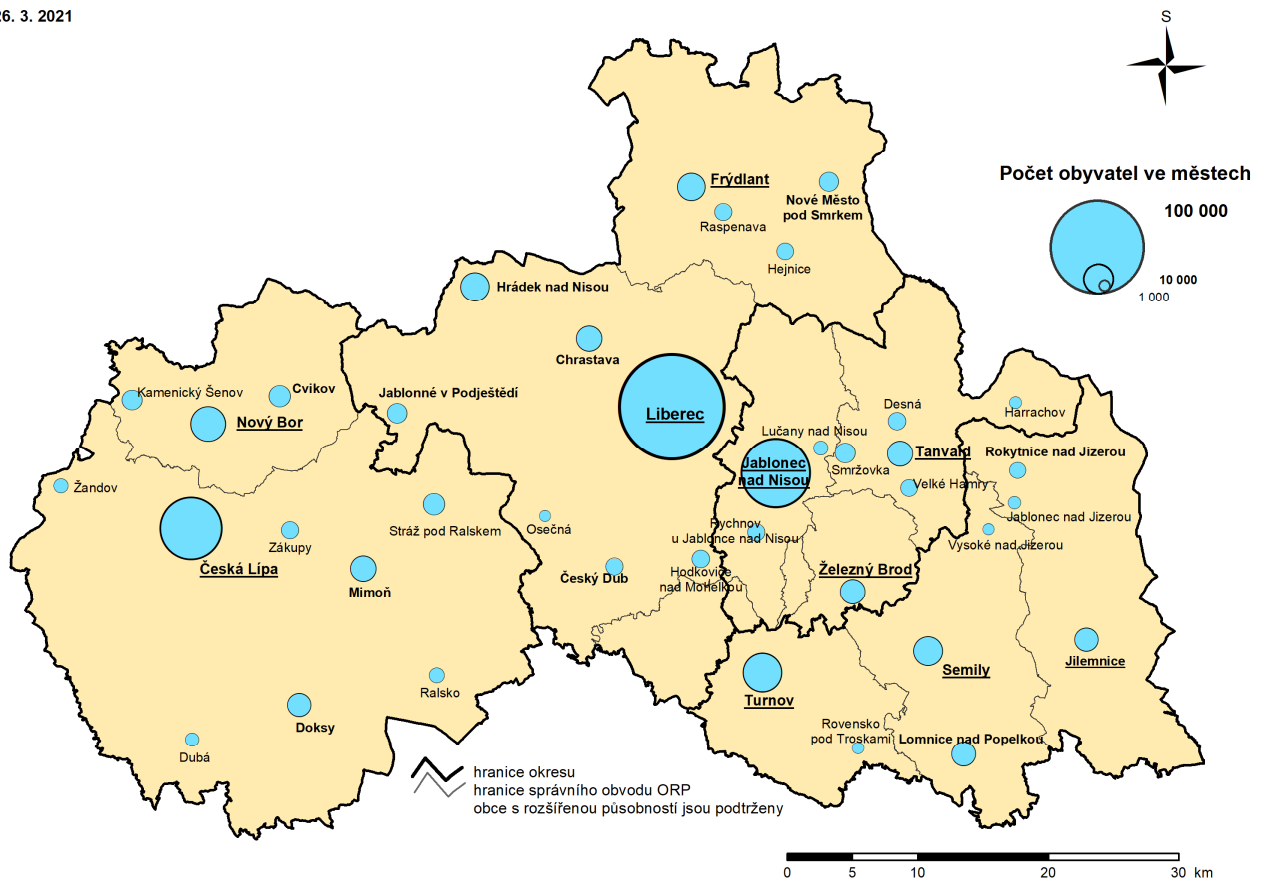 26. 3. 2021
S
Počet obyvatel ve městech
100 000
10 000
1 000
Frýdlant
Nové Město
pod Smrkem
Raspenava
Hejnice
Hrádek nad Nisou
Chrastava
Kamenický Šenov
Cvikov
Jablonné v Podještědí
Nový Bor
Liberec
Desná
Harrachov
Lučany nad Nisou
Tanvald
Rokytnice nad Jizerou
Jablonec
nad Nisou
Smržovka
Velké Hamry
Žandov
Stráž pod Ralskem
Osečná
Jablonec nad Jizerou
Rychnov
u Jablonce nad Nisou
Vysoké nad Jizerou
Zákupy
Česká Lípa
Český Dub
Hodkovice
nad Mohelkou
Železný Brod
Mimoň
Semily
Jilemnice
Ralsko
Turnov
Doksy
Rovensko
pod Troskami
Lomnice nad Popelkou
Dubá
hranice okresu
hranice správního obvodu ORP
obce s rozšířenou působností jsou podtrženy
0 5 10 20 30 km